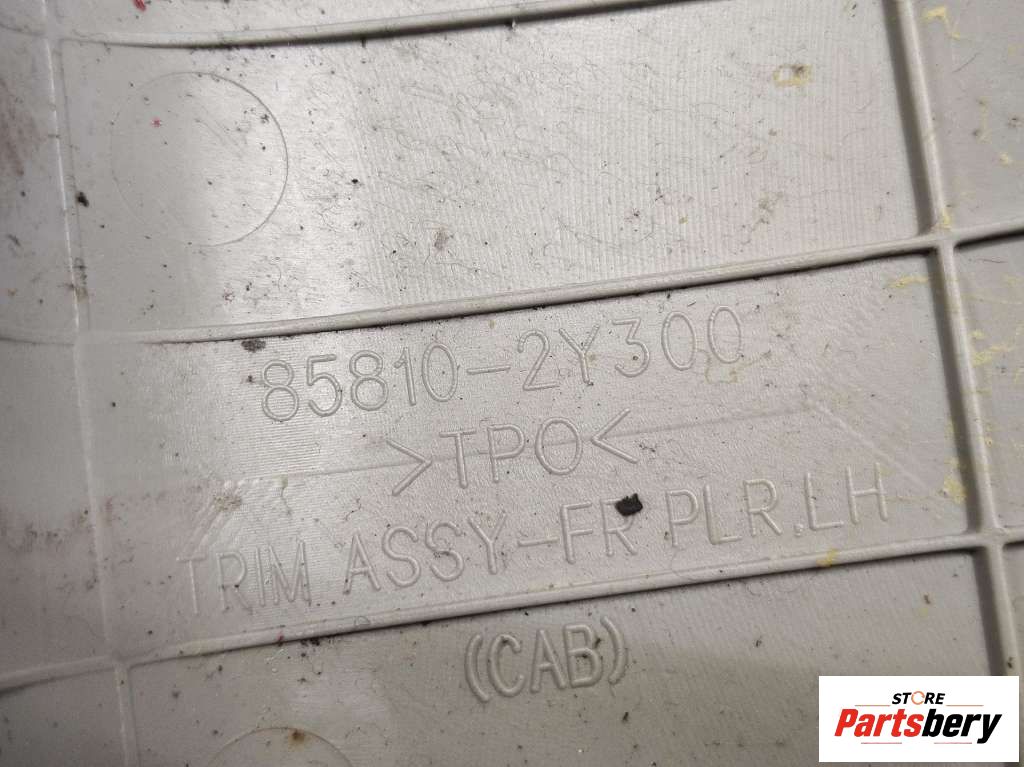 85810-2Y300
>TPO<
TRIM ASSY-FR PLR.LH
(CAB)
STORE
Partsbery